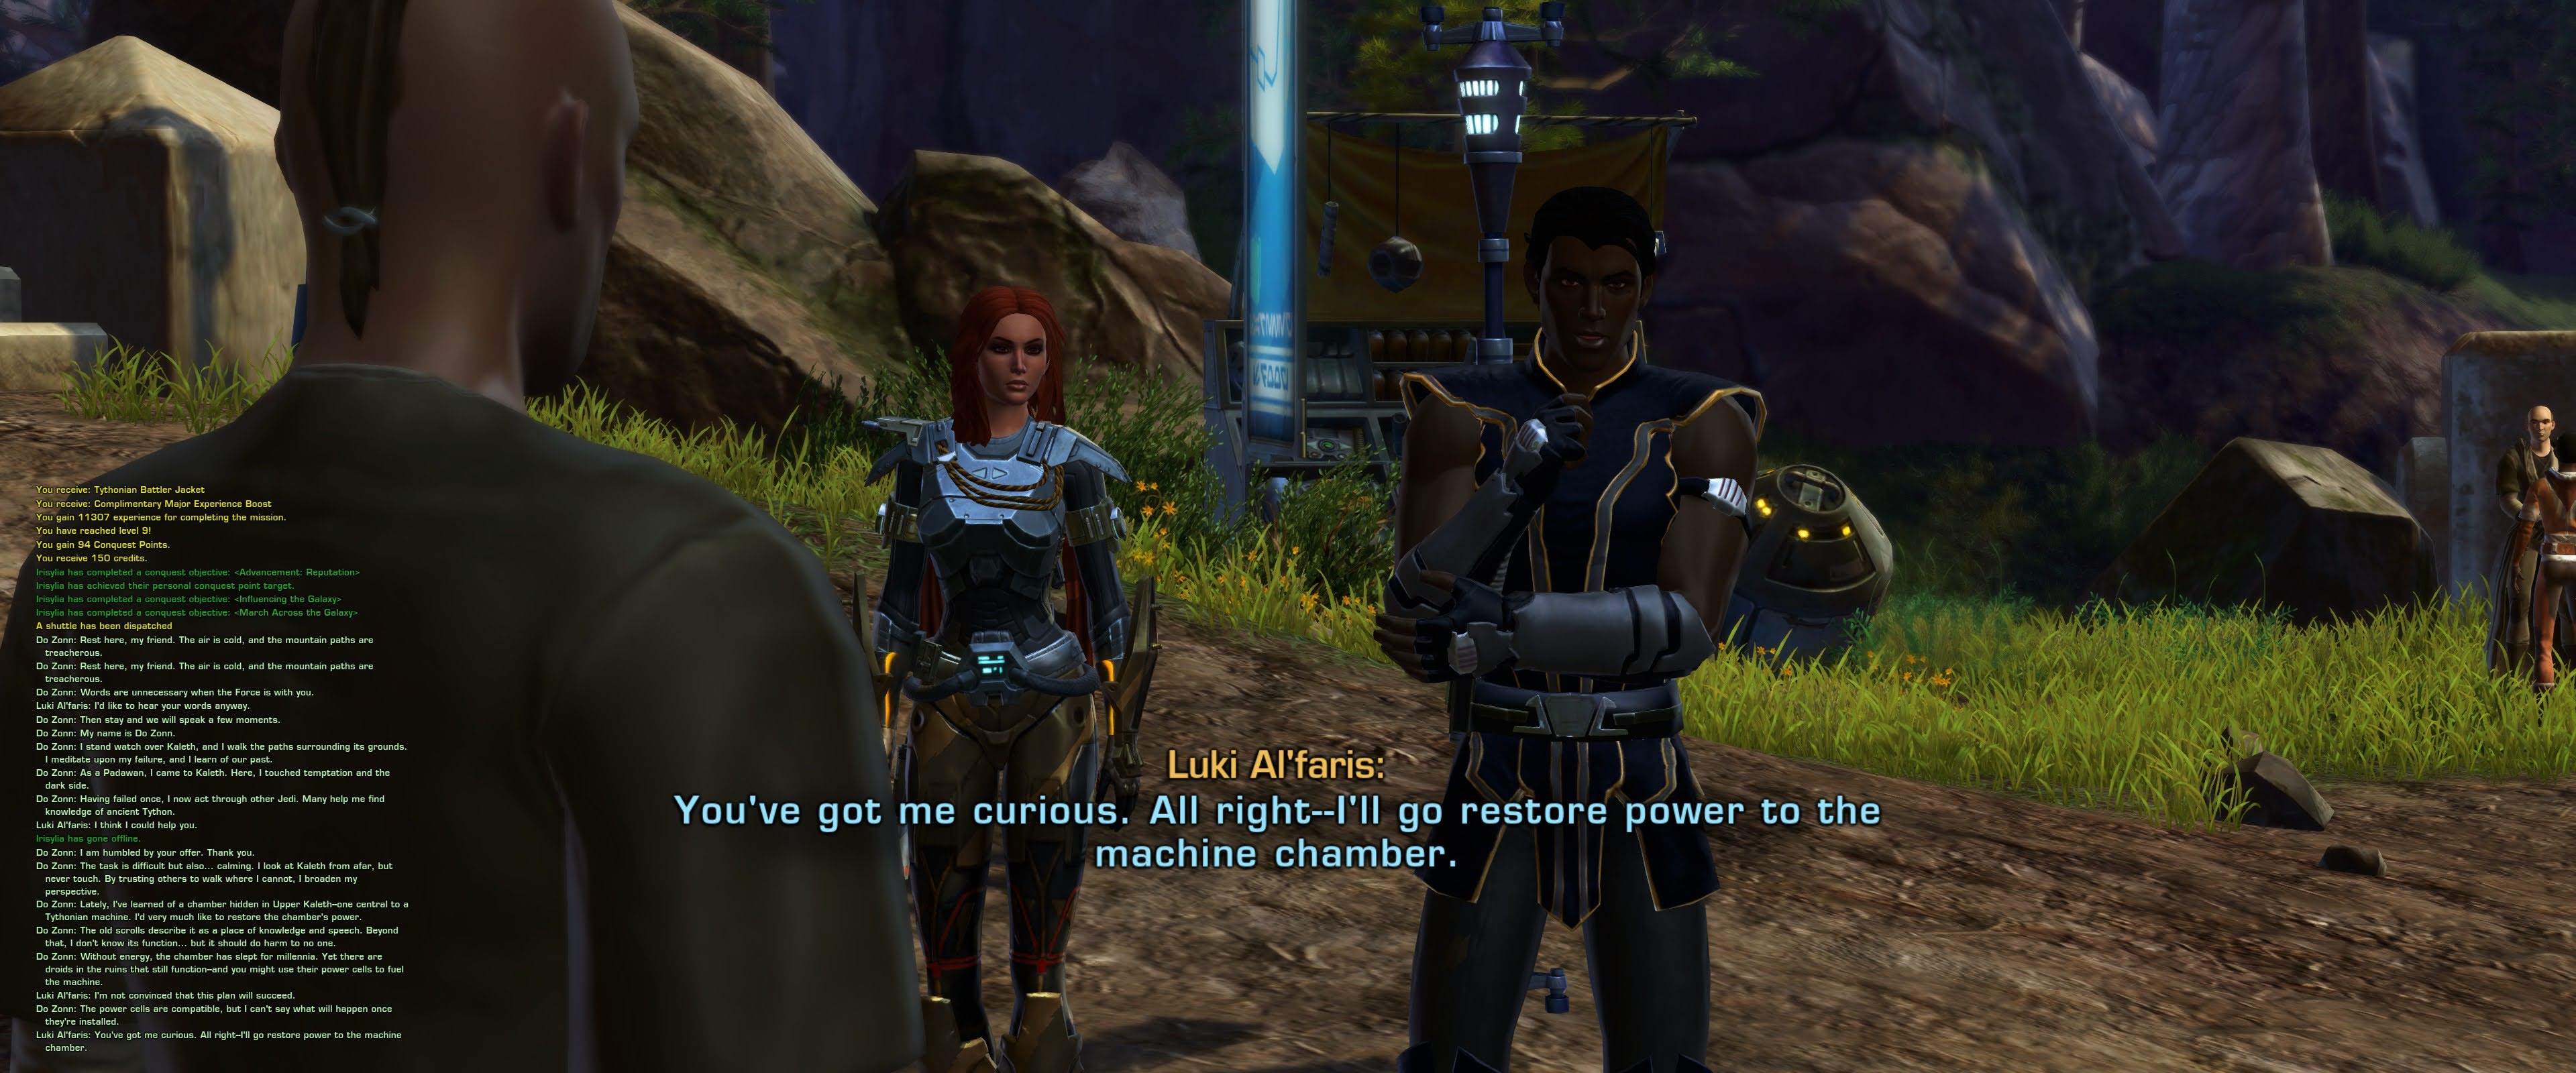 You receive: Tythonian Battler Jacket
You receive: Complimentary Major Experience Boost
You gain 11307 experience for completing the mission.
You have reached level 9!
You gain 94 Conquest Points.
You receive 150 credits.
Irisylia has completed a conquest objective: <Advancement: Reputation>
Irisylia has achieved their personal conquest point target.
Irisylia has completed a conquest objective: <Influencing the Galaxy>
Irisylia has completed a conquest objective: <March Across the Galaxy>
A shuttle has been dispatched
Do Zonn: Rest here, my friend. The air is cold, and the mountain paths are
treacherous.
Do Zonn: Rest here, my friend. The air is cold, and the mountain paths are
treacherous.
Do Zonn: Words are unnecessary when the Force is with you.
Luki Al'faris: I'd like to hear your words anyway.
Do Zonn: Then stay and we will speak a few moments.
Do Zonn: My name is Do Zonn.
Do Zonn: I stand watch over Kaleth, and I walk the paths surrounding its grounds.
I meditate upon my failure, and I learn of our past.
Do Zonn: As a Padawan, I came to Kaleth. Here, I touched temptation and the
dark side.
Do Zonn: Having failed once, I now act through other Jedi. Many help me find
knowledge of ancient Tython.
Luki Al'faris: I think I could help you.
Irisylia has gone offline.
Do Zonn: I am humbled by your offer. Thank you.
Do Zonn: The task is difficult but also... calming. I look at Kaleth from afar, but
never touch. By trusting others to walk where I cannot, I broaden my
perspective.
Do Zonn: Lately, I've learned of a chamber hidden in Upper Kaleth—one central to a
Tythonian machine. I'd very much like to restore the chamber's power.
Do Zonn: The old scrolls describe it as a place of knowledge and speech. Beyond
that, I don't know its function... but it should do harm to no one.
Do Zonn: Without energy, the chamber has slept for millennia. Yet there are
droids in the ruins that still function—and you might use their power cells to fuel
the machine.
Luki Al'faris: I'm not convinced that this plan will succeed.
Do Zonn: The power cells are compatible, but I can't say what will happen once
they're installed.
Luki Al'faris: You've got me curious. All right—I'll go restore power to the machine
chamber.
Luki Al'faris:
You've got me curious. All right--I'll go restore power to the
machine chamber.